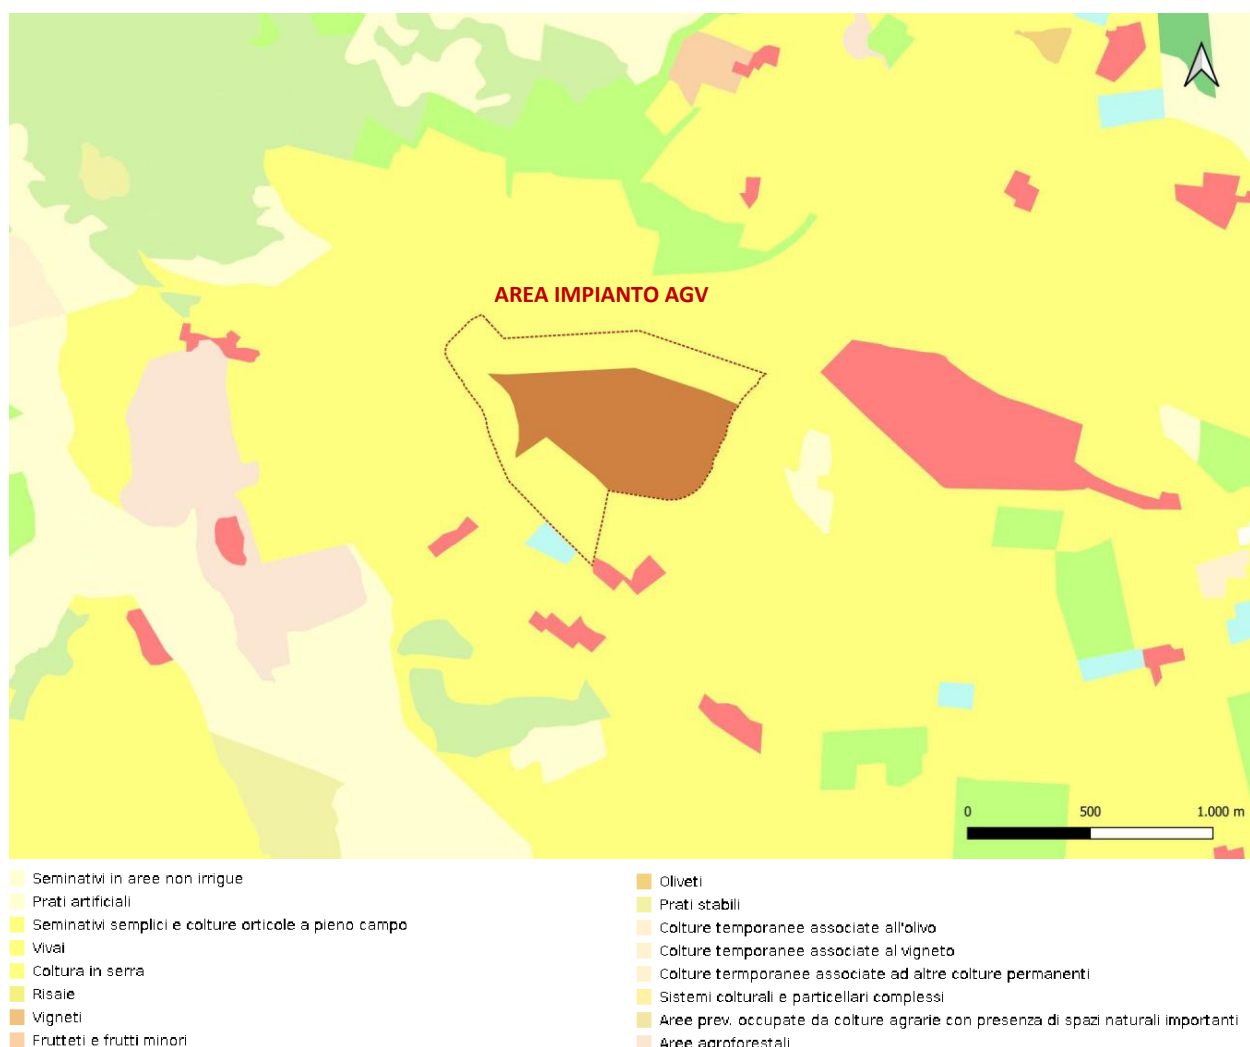 AREA IMPIANTO AGV
0 500 1.000 m
Seminativi in aree non irrigue
Prati artificiali
Seminativi semplici e colture orticole a pieno campo
Vivai
Coltura in serra
Risaie
Vigneti
Frutteti e frutti minori
Oliveti
Prati stabili
Colture temporanee associate all'olivo
Colture temporanee associate al vigneto
Colture termporanee associate ad altre colture permanenti
Sistemi colturali e particellari complessi
Aree prev. occupate da colture agrarie con presenza di spazi naturali importanti
Aree agroforestali